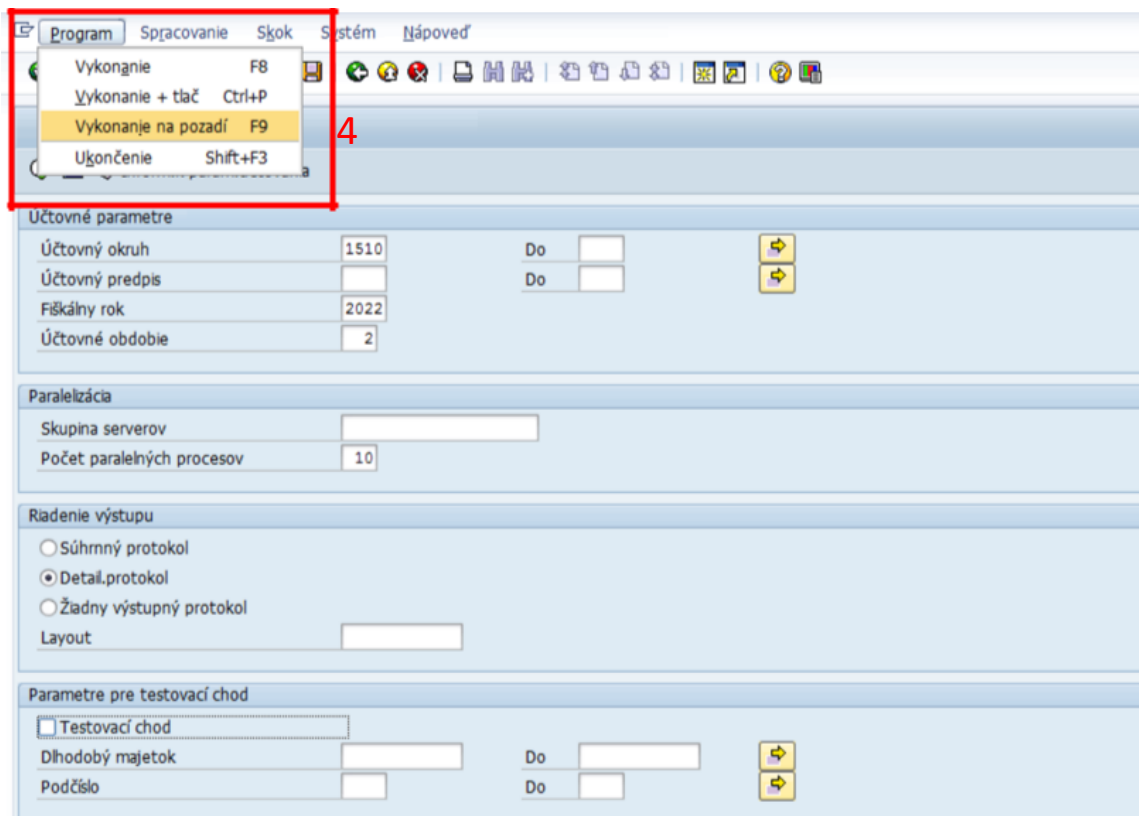 Program Spracovanie Skok Systém Nápoveď
Vykonanie F8
Vykonanie + tlač Ctrl+P
Vykonanie na pozadí F9
Ukončenie Shift+F3
4
Účtovné parametre
Účtovný okruh 1510 Do
Účtovný predpis Do
Fiškálny rok 2022
Účtovné obdobie 2
Paralelizácia
Skupina serverov
Počet paralelných procesov 10
Riadenie výstupu
Súhrnný protokol
Detail.protokol
Žiadny výstupný protokol
Layout
Parametre pre testovací chod
Testovací chod
Dlhodobý majetok Do
Podčíslo Do